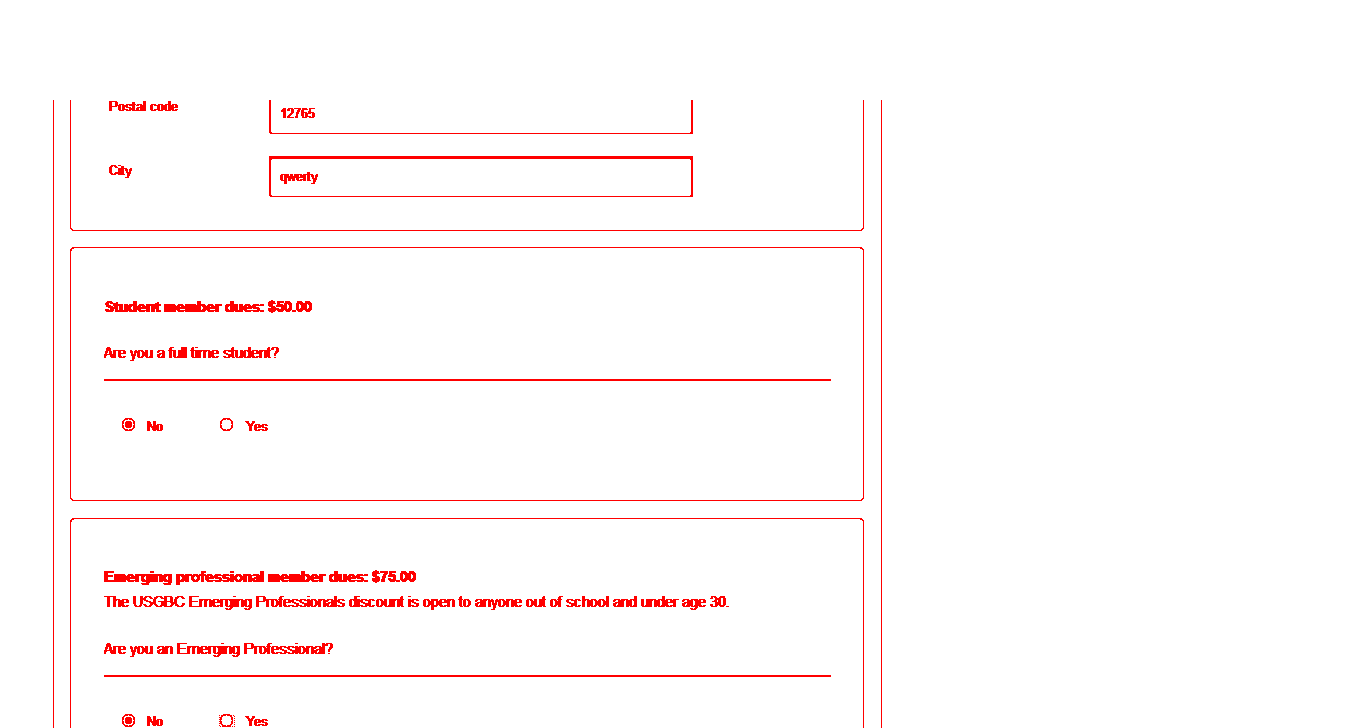 Postal code
12765
City
qwerty
Student member dues: $50.00
Are you a full time student?
No Yes
Emerging professional member dues: $75.00
The USGBC Emerging Professionals discount is open to anyone out of school and under age 30.
Are you an Emerging Professional?
No Yes